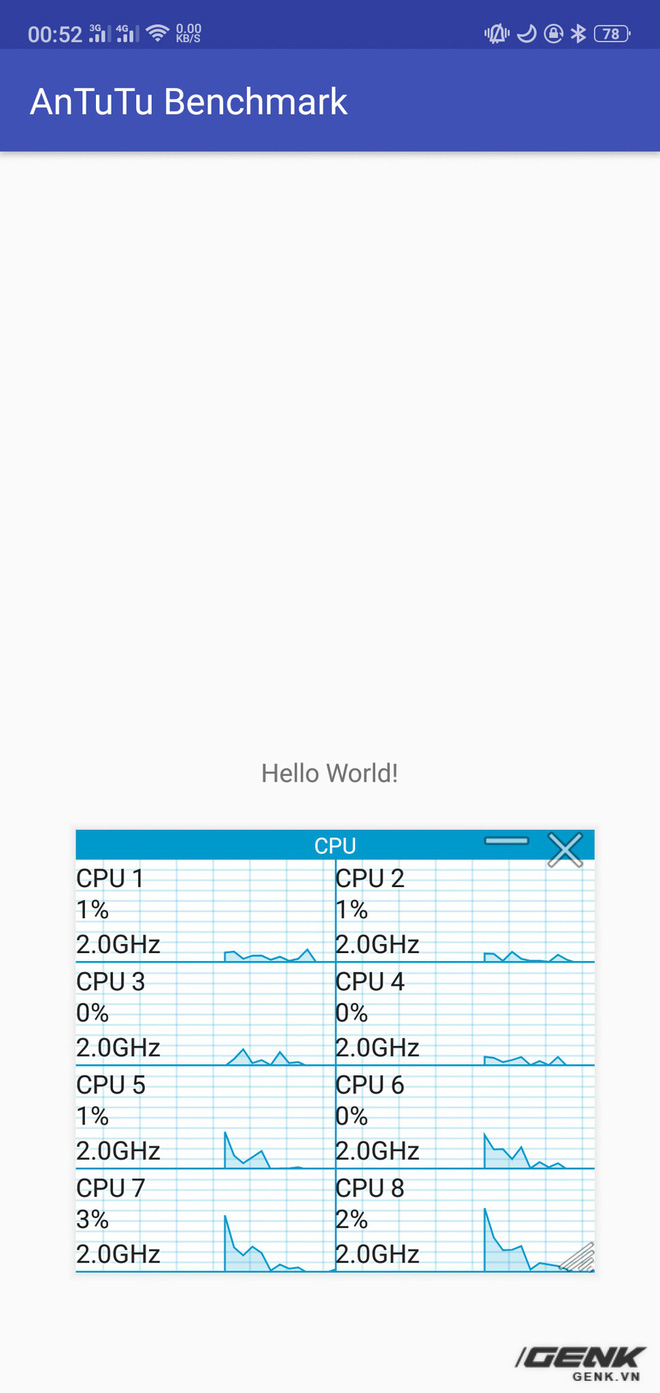 00:52 3G 4G 0.00 KB/S 78
AnTuTu Benchmark
Hello World!
CPU
CPU 1
1%
2.0GHz
CPU 2
1%
2.0GHz
CPU 3
0%
2.0GHz
CPU 4
0%
2.0GHz
CPU 5
1%
2.0GHz
CPU 6
0%
2.0GHz
CPU 7
3%
2.0GHz
CPU 8
2%
2.0GHz
GENK
GENK.VN